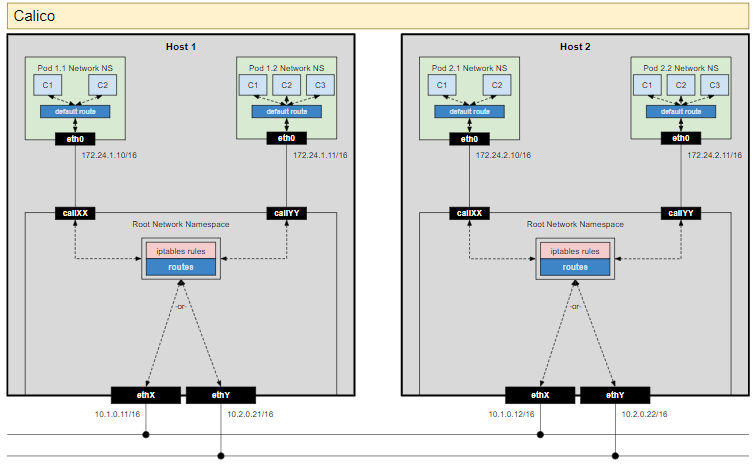 Calico
Host 1
Pod 1.1 Network NS
C1
C2
default route
eth0
172.24.1.10/16
Pod 1.2 Network NS
C1
C2
C3
default route
eth0
172.24.1.11/16
caliXX
caliYY
Root Network Namespace
iptables rules
routes
-or-
ethX
ethY
10.1.0.11/16
10.2.0.21/16
Host 2
Pod 2.1 Network NS
C1
C2
default route
eth0
172.24.2.10/16
Pod 2.2 Network NS
C1
C2
C3
default route
eth0
172.24.2.11/16
caliXX
caliYY
Root Network Namespace
iptables rules
routes
-or-
ethX
ethY
10.1.0.12/16
10.2.0.22/16